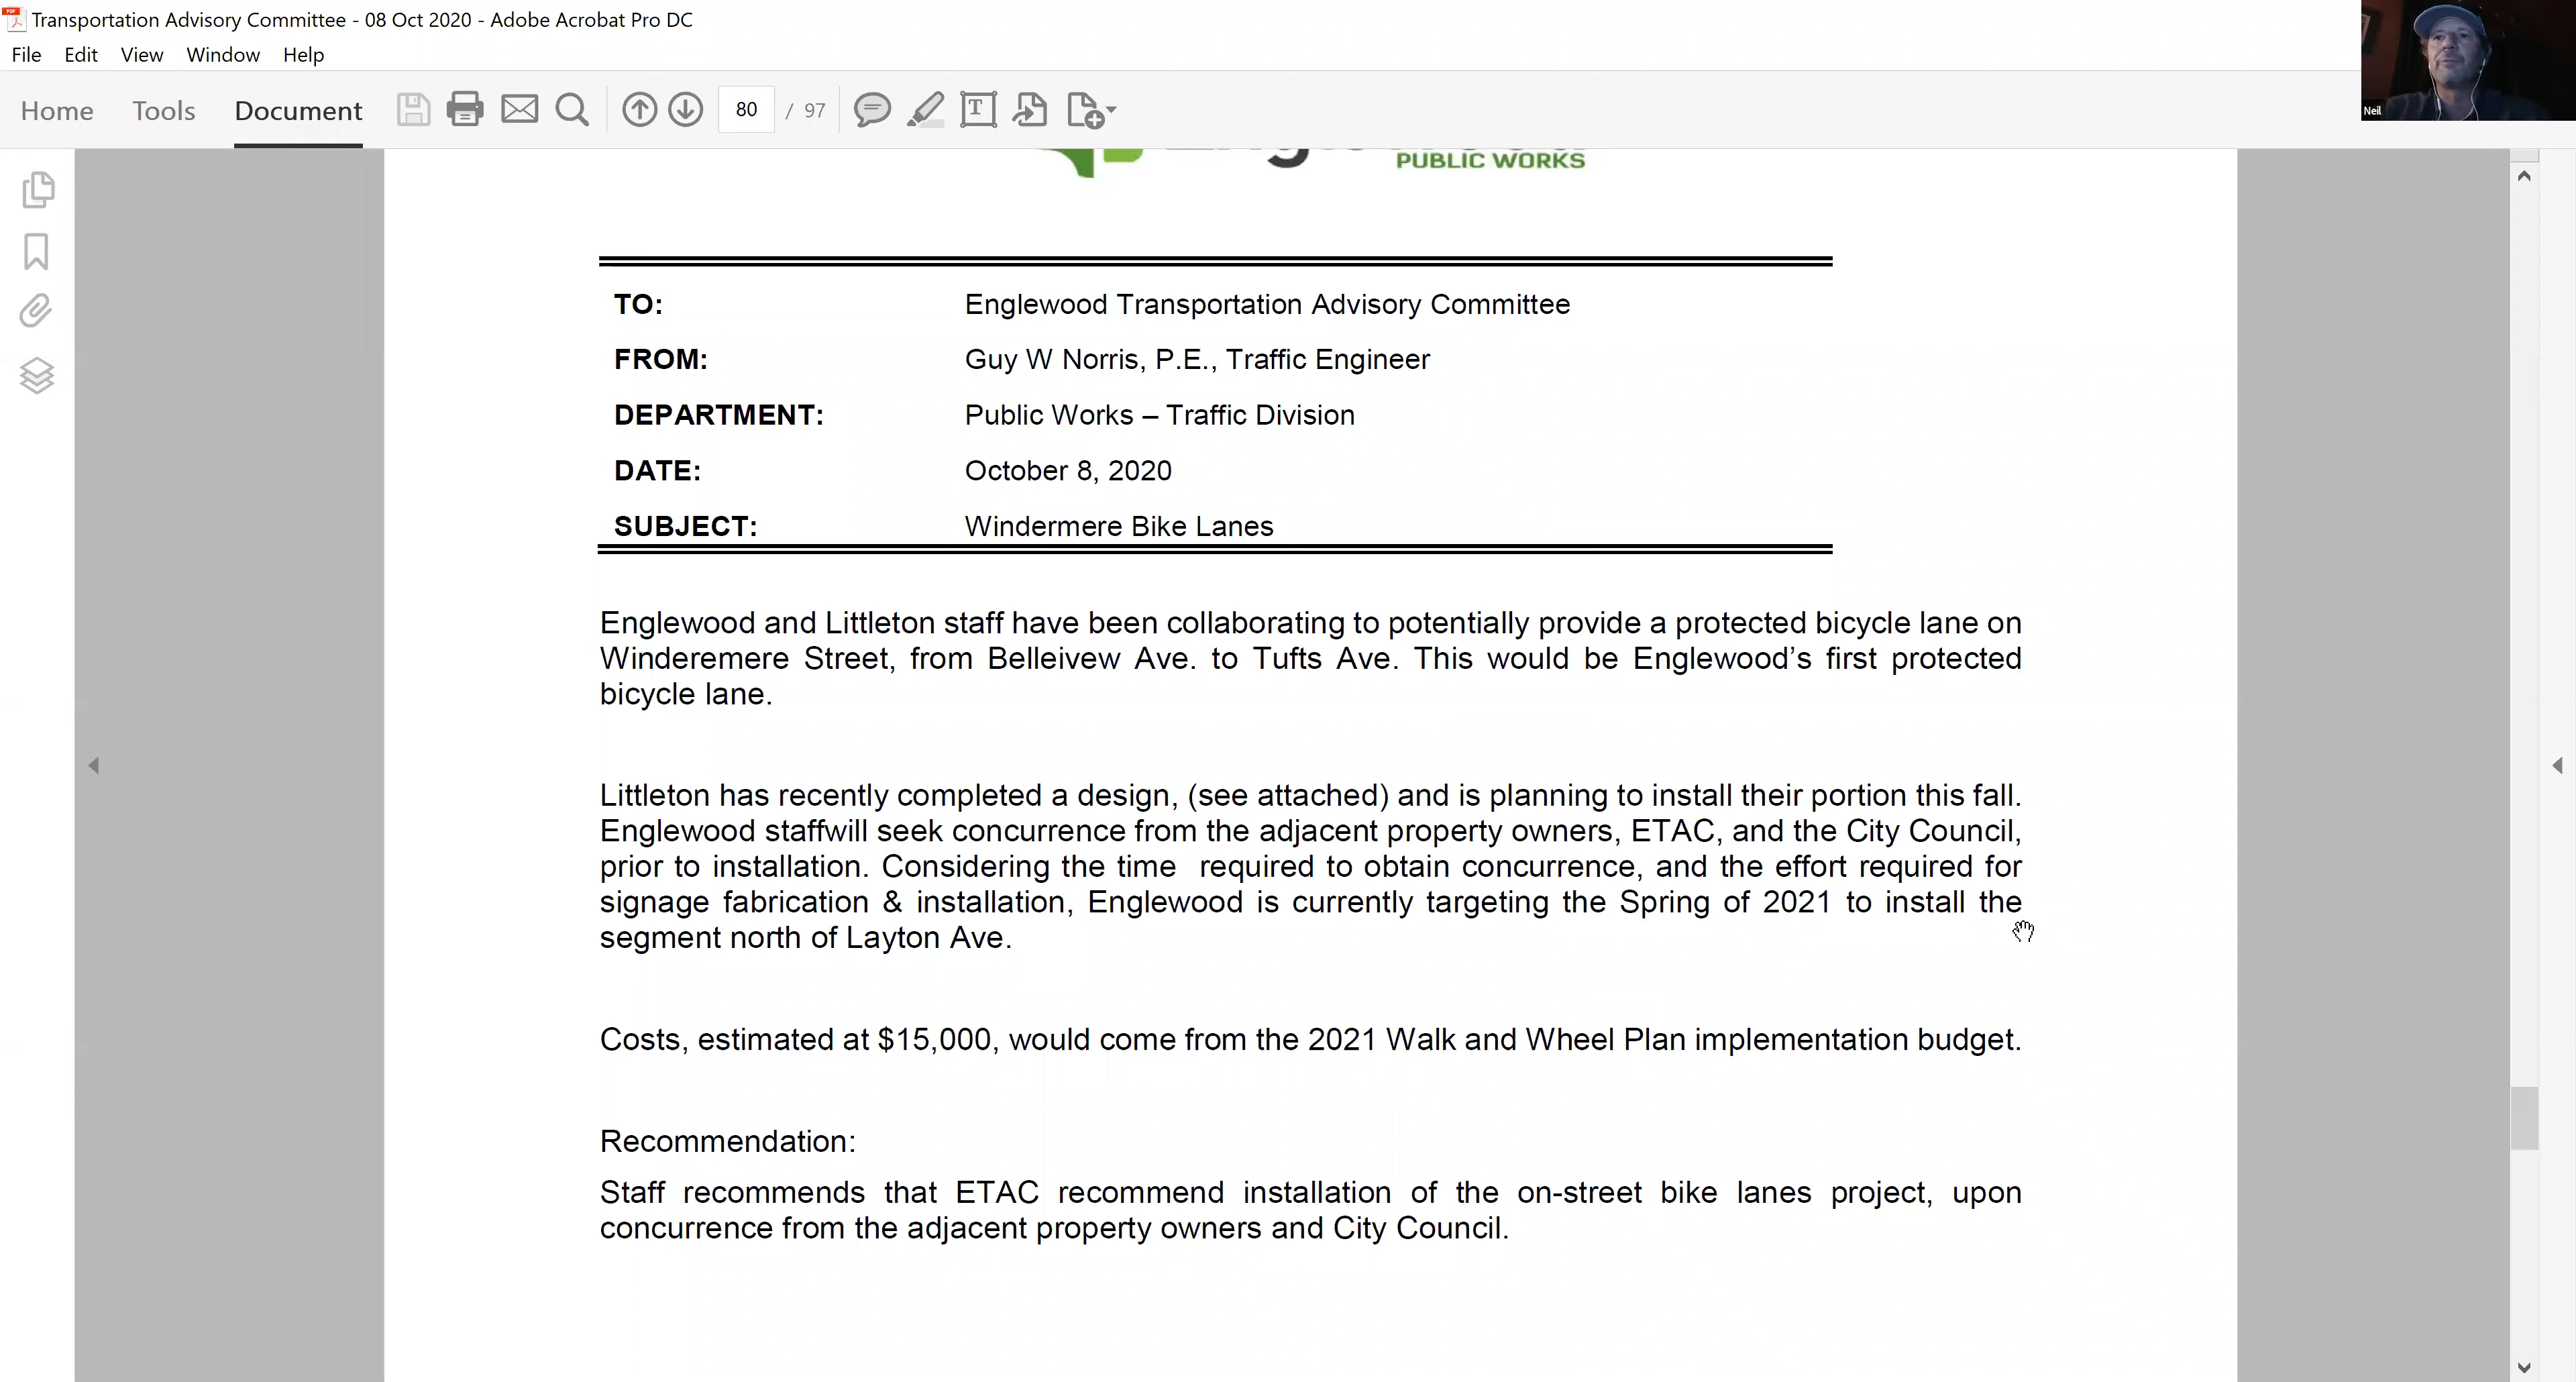 Transportation Advisory Committee - 08 Oct 2020 - Adobe Acrobat Pro DC
File Edit View Window Help
Neil
Home Tools Document 80 / 97
PUBLIC WORKS
TO: Englewood Transportation Advisory Committee
FROM: Guy W Norris, P.E., Traffic Engineer
DEPARTMENT: Public Works – Traffic Division
DATE: October 8, 2020
SUBJECT: Windermere Bike Lanes
Englewood and Littleton staff have been collaborating to potentially provide a protected bicycle lane on
Winderemere Street, from Belleivew Ave. to Tufts Ave. This would be Englewood's first protected
bicycle lane.
Littleton has recently completed a design, (see attached) and is planning to install their portion this fall.
Englewood staffwill seek concurrence from the adjacent property owners, ETAC, and the City Council,
prior to installation. Considering the time  required to obtain concurrence, and the effort required for
signage fabrication & installation, Englewood is currently targeting the Spring of 2021 to install the
segment north of Layton Ave.
Costs, estimated at $15,000, would come from the 2021 Walk and Wheel Plan implementation budget.
Recommendation:
Staff recommends that ETAC recommend installation of the on-street bike lanes project, upon
concurrence from the adjacent property owners and City Council.